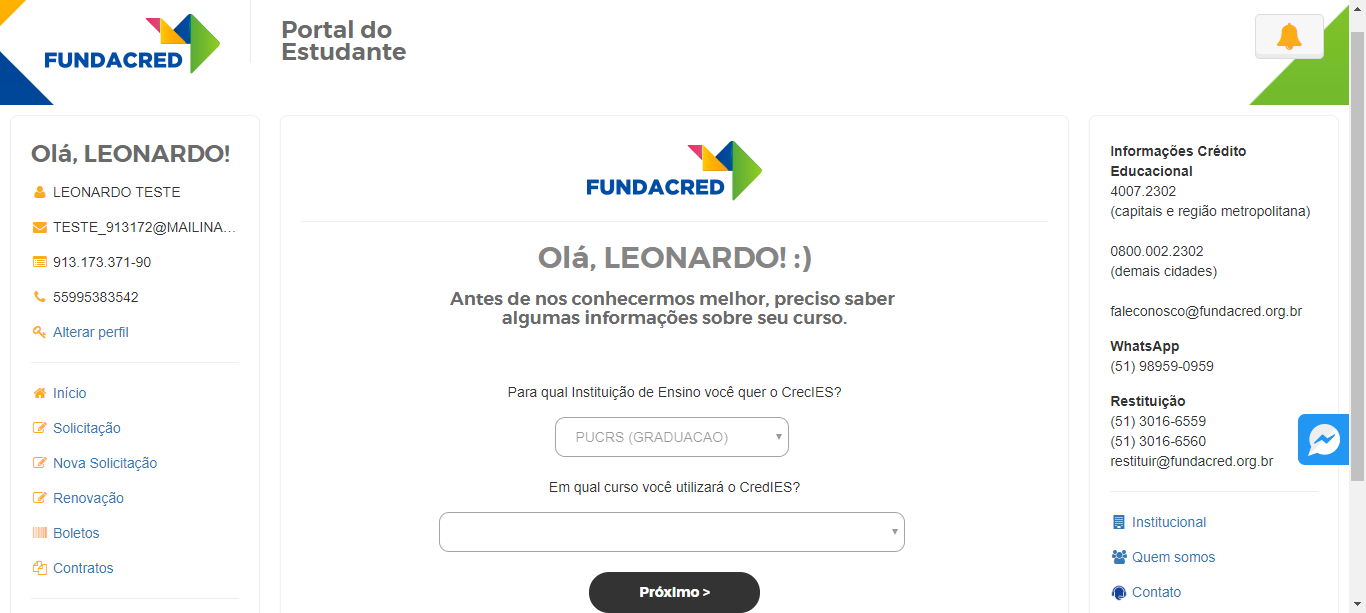 FUNDACRED
Portal do
Estudante
Olá, LEONARDO!
LEONARDO TESTE
TESTE_913172@MAILINA...
913.173.371-90
55995383542
Alterar perfil
Início
Solicitação
Nova Solicitação
Renovação
Boletos
Contratos
FUNDACRED
Olá, LEONARDO! :)
Antes de nos conhecermos melhor, preciso saber
algumas informações sobre seu curso.
Para qual Instituição de Ensino você quer o CrecIES?
PUCRS (GRADUACAO)
Em qual curso você utilizará o CredIES?
Próximo >
Informações Crédito
Educacional
4007.2302
(capitais e região metropolitana)
0800.002.2302
(demais cidades)
faleconosco@fundacred.org.br
WhatsApp
(51) 98959-0959
Restituição
(51) 3016-6559
(51) 3016-6560
restituir@fundacred.org.br
Institucional
Quem somos
Contato